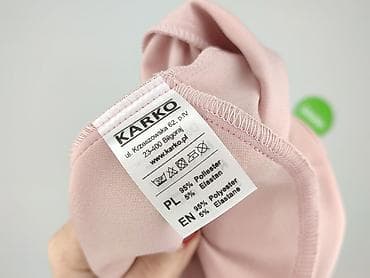 KARKO
ul. Krzeszowska 62, p.IV
23-400 Biłgoraj
www.karko.pl
PL 95% Poliester
5% Elastan
EN 95% Polyester
5% Elastane